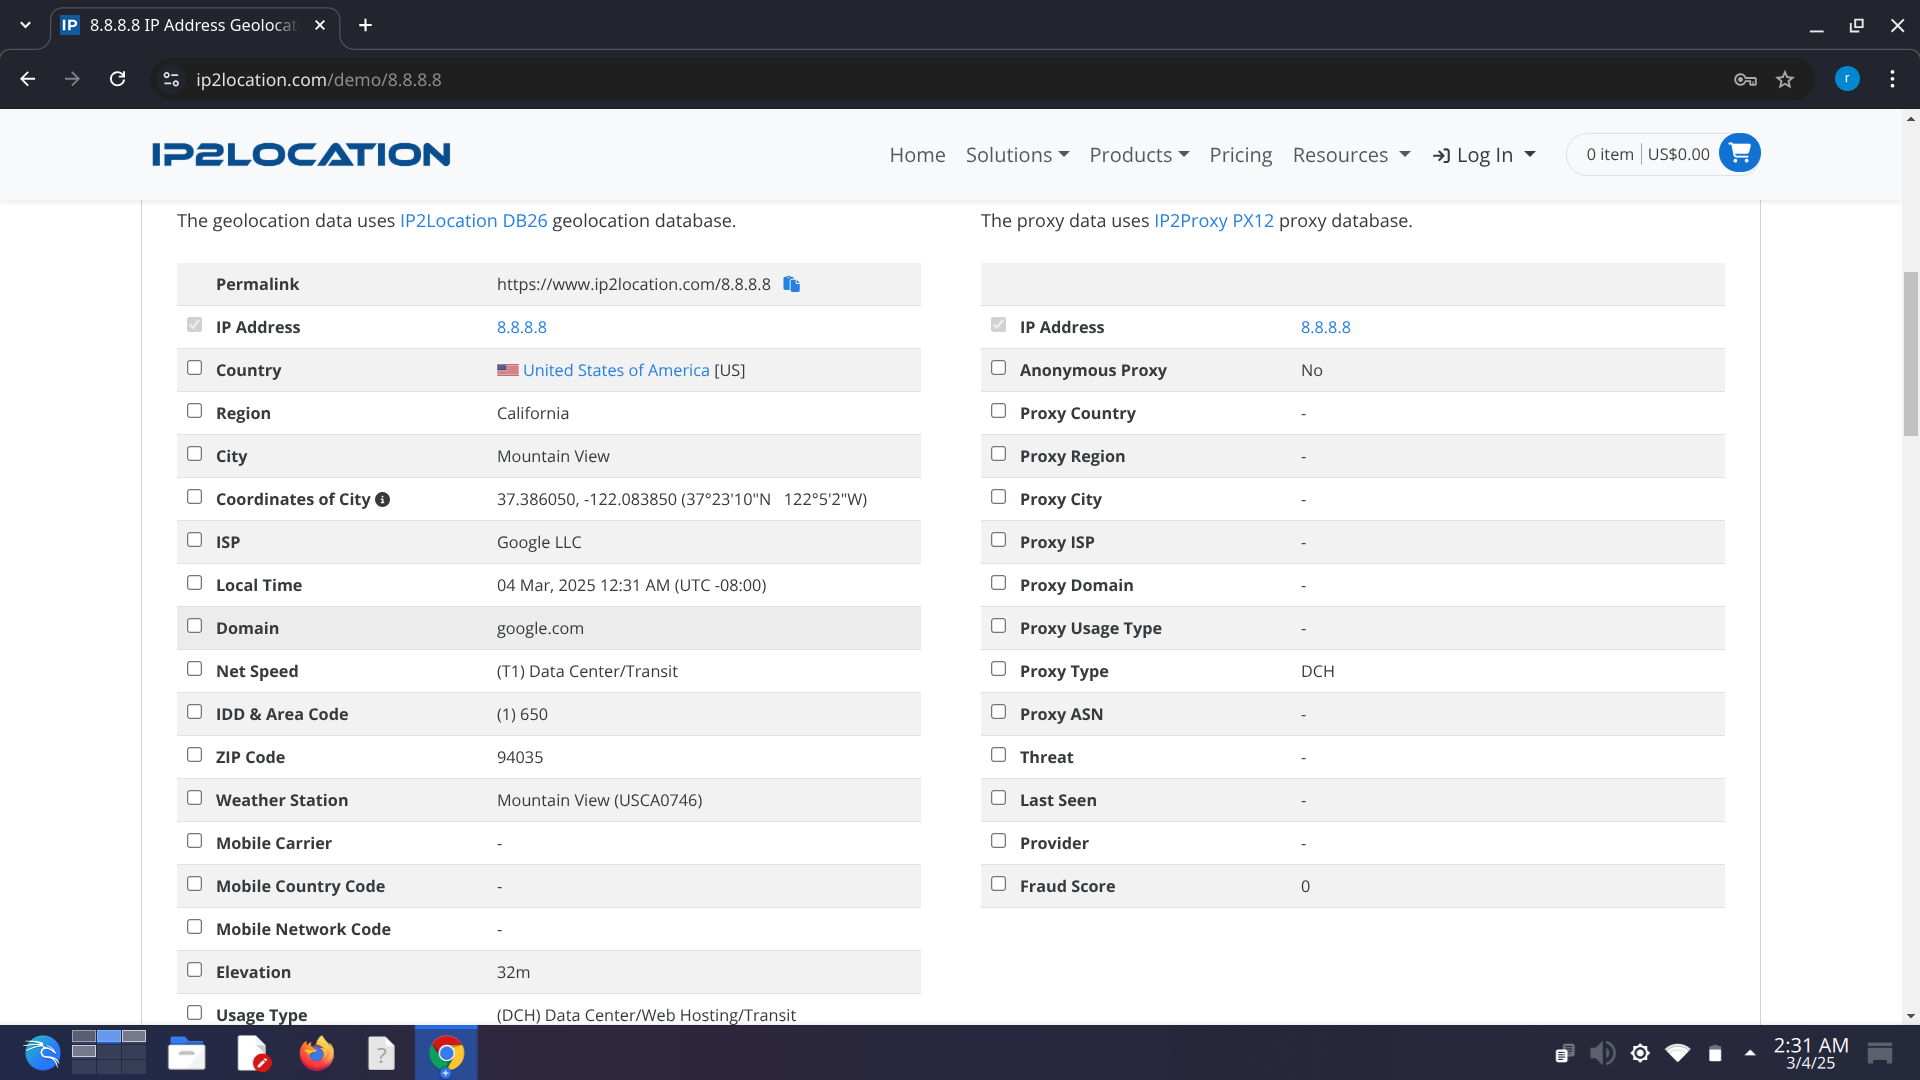 IP 8.8.8.8 IP Address Geolocat
ip2location.com/demo/8.8.8.8
r
IP2LOCATION
Home Solutions Products Pricing Resources Log In 0 item US$0.00
The geolocation data uses IP2Location DB26 geolocation database.
Permalink https://www.ip2location.com/8.8.8.8
IP Address 8.8.8.8
Country United States of America [US]
Region California
City Mountain View
Coordinates of City 37.386050, -122.083850 (37°23'10"N 122°5'2"W)
ISP Google LLC
Local Time 04 Mar, 2025 12:31 AM (UTC -08:00)
Domain google.com
Net Speed (T1) Data Center/Transit
IDD & Area Code (1) 650
ZIP Code 94035
Weather Station Mountain View (USCA0746)
Mobile Carrier -
Mobile Country Code -
Mobile Network Code -
Elevation 32m
Usage Type (DCH) Data Center/Web Hosting/Transit
The proxy data uses IP2Proxy PX12 proxy database.
IP Address 8.8.8.8
Anonymous Proxy No
Proxy Country -
Proxy Region -
Proxy City -
Proxy ISP -
Proxy Domain -
Proxy Usage Type -
Proxy Type DCH
Proxy ASN -
Threat -
Last Seen -
Provider -
Fraud Score 0
2:31 AM
3/4/25